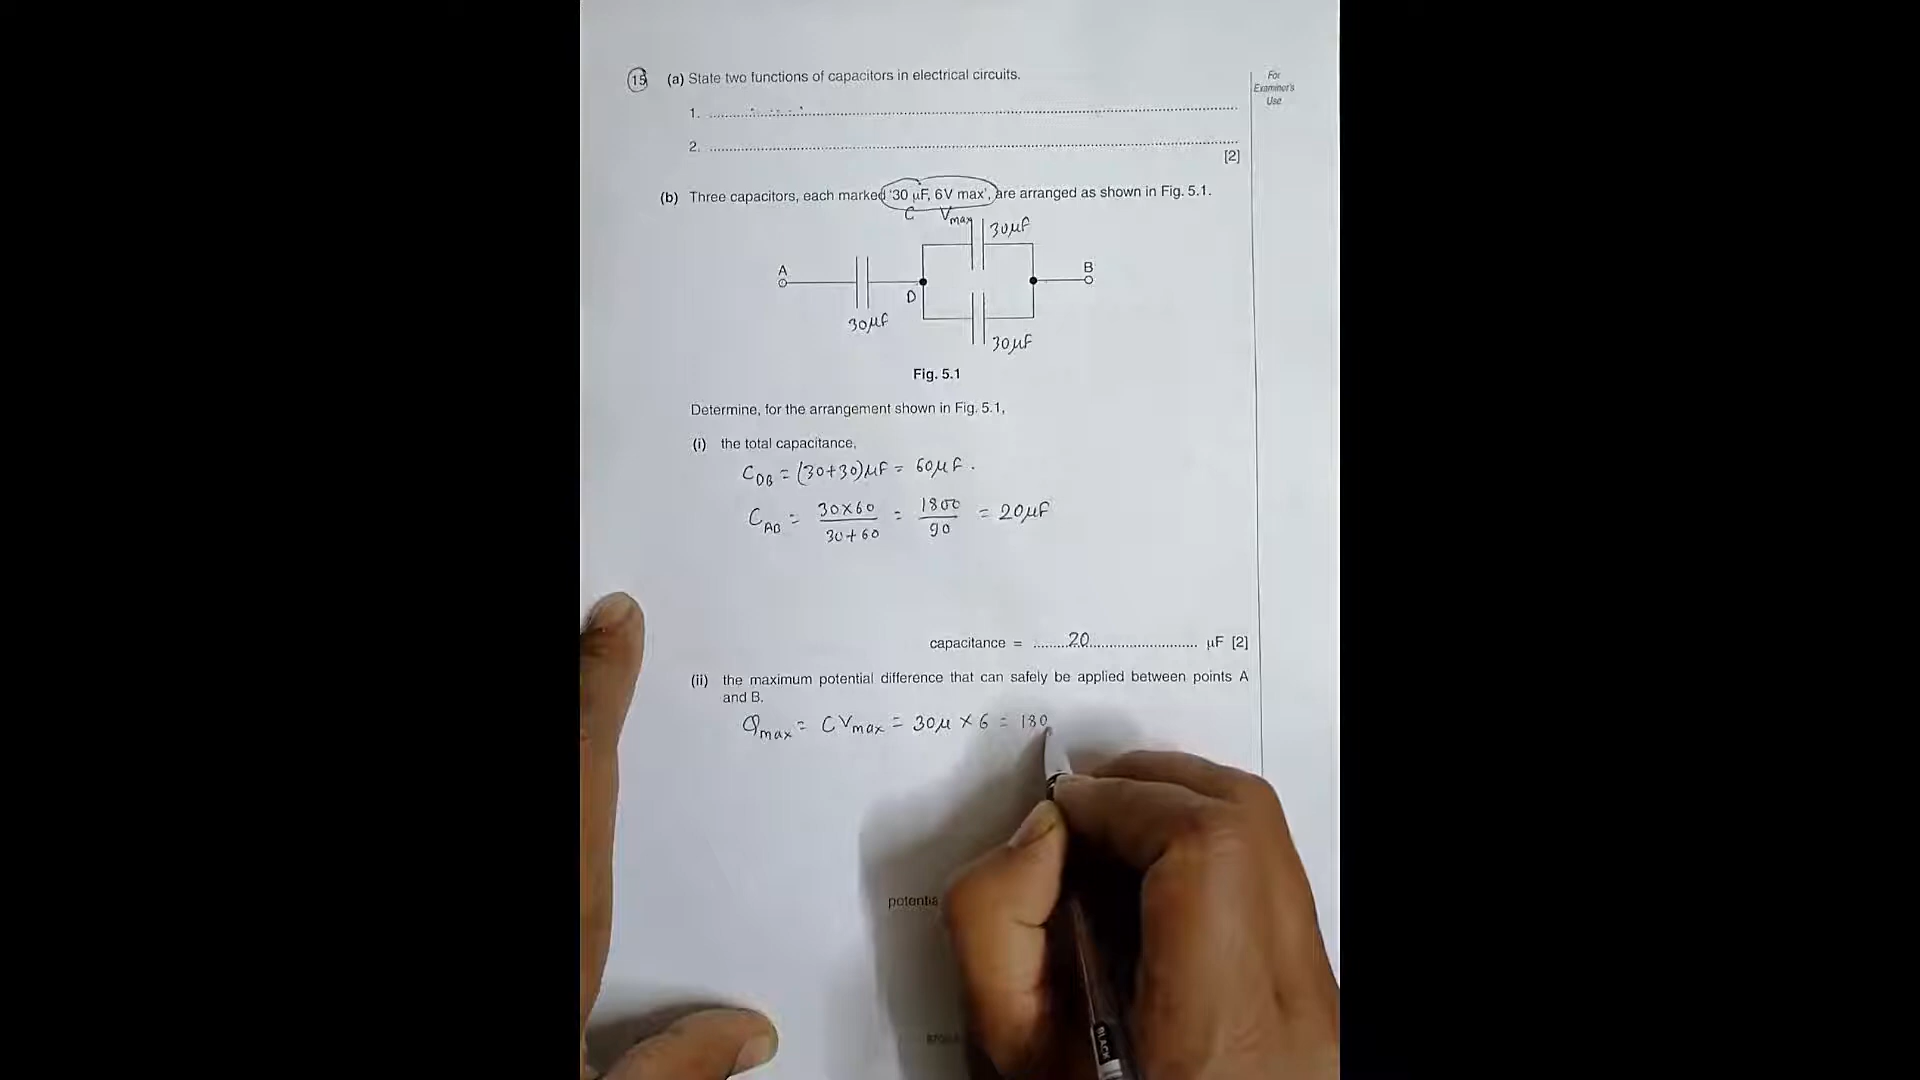 15 (a) State two functions of capacitors in electrical circuits.
For
Examiner's
Use
1.
2.
[2]
(b) Three capacitors, each marked '30 μF, 6V max', are arranged as shown in Fig. 5.1.
C Vmax
30μF
A
B
D
30μF
30μF
Fig. 5.1
Determine, for the arrangement shown in Fig. 5.1,
(i) the total capacitance,
C_DB = (30+30)μF = 60μF.
C_AB = 30×60 / 30+60 = 1800 / 90 = 20μF
capacitance = 20 μF [2]
(ii) the maximum potential difference that can safely be applied between points A
and B.
Qmax = CVmax = 30μ × 6 = 180
potentia
BLACK